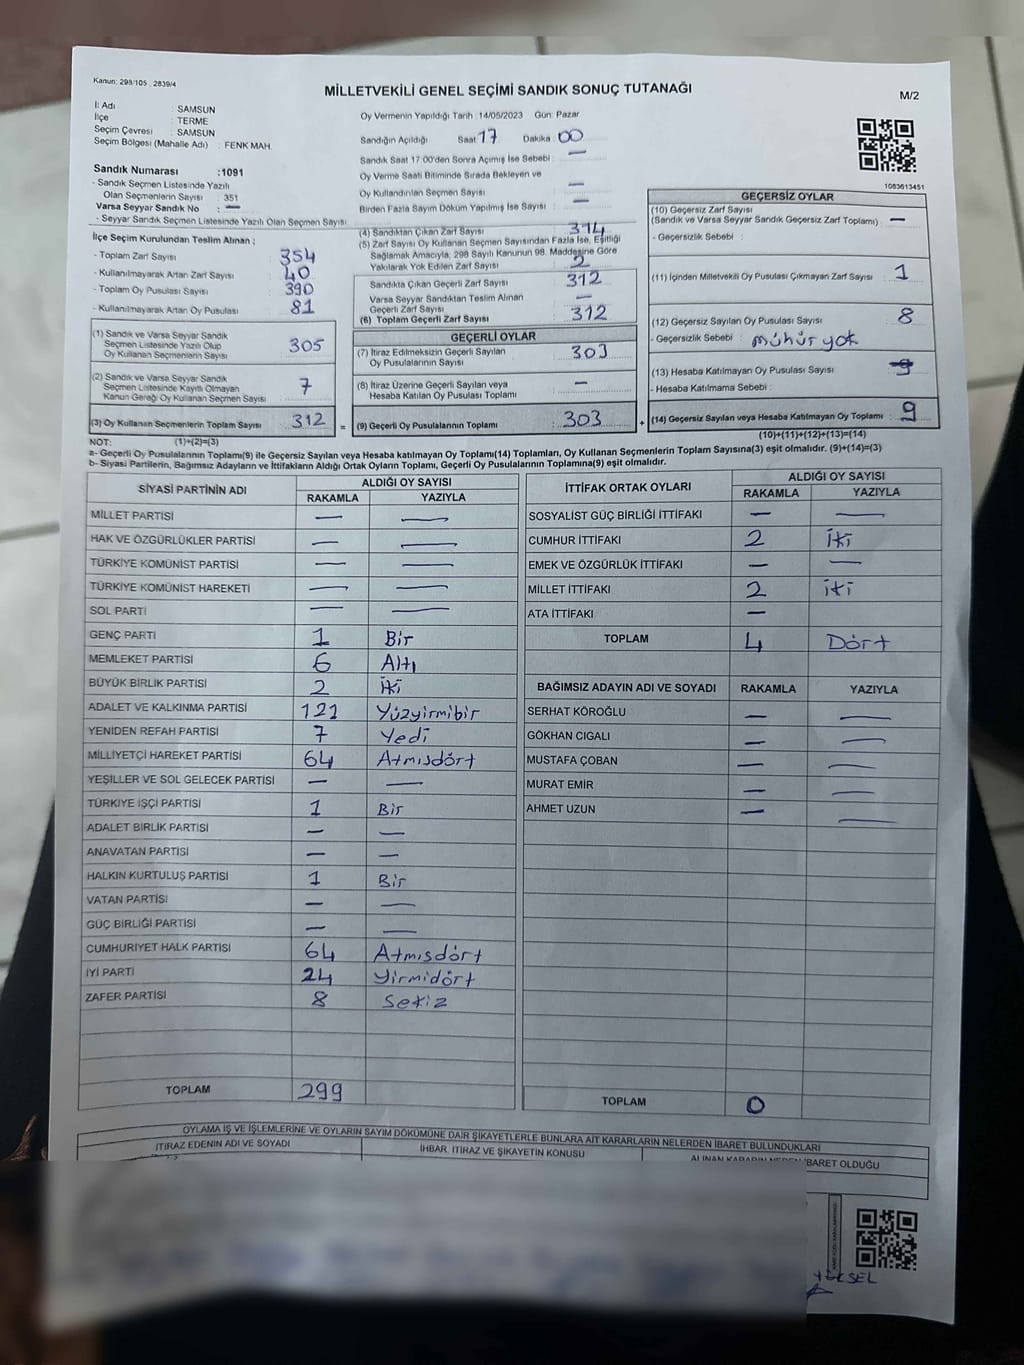 Kanun: 298/105 , 2839/4
MİLLETVEKİLİ GENEL SEÇİMİ SANDIK SONUÇ TUTANAĞI
M/2
İl Adı : SAMSUN
İlçe : TERME
Seçim Çevresi : SAMSUN
Seçim Bölgesi (Mahalle Adı) : FENK MAH.
Oy Vermenin Yapıldığı Tarih :14/05/2023 Gün: Pazar
Sandığın Açıldığı Saat 17 Dakika : 00
Sandık Saat 17:00'den Sonra Açımış İse Sebebi : —
Oy Verme Saati Bitiminde Sırada Bekleyen ve
Oy Kullandırılan Seçmen Sayısı : —
Birden Fazla Sayım Döküm Yapılmış İse Sayısı : —
1083613451
Sandık Numarası :1091
- Sandık Seçmen Listesinde Yazılı
Olan Seçmenlerin Sayısı : 351
Varsa Seyyar Sandık No : —
- Seyyar Sandık Seçmen Listesinde Yazılı Olan Seçmen Sayısı
İlçe Seçim Kurulundan Teslim Alınan ;
- Toplam Zarf Sayısı 354
- Kullanılmayarak Artan Zarf Sayısı 40
- Toplam Oy Pusulası Sayısı 390
- Kullanılmayarak Artan Oy Pusulası 81
(1) Sandık ve Varsa Seyyar Sandık
Seçmen Listesinde Yazılı Olup
Oy Kullanan Seçmenlerin Sayısı 305
(2) Sandık ve Varsa Seyyar Sandık
Seçmen Listesinde Kayıtlı Olmayan
Kanun Gereği Oy Kullanan Seçmen Sayısı 7
(3) Oy Kullanan Seçmenlerin Toplam Sayısı 312 =
(4) Sandıktan Çıkan Zarf Sayısı 314
(5) Zarf Sayısı Oy Kullanan Seçmen Sayısından Fazla İse, Eşitliği
Sağlamak Amacıyla, 298 Sayılı Kanunun 98. Maddesine Göre
Yakılarak Yok Edilen Zarf Sayısı 2
Sandıkta Çıkan Geçerli Zarf Sayısı 312
Varsa Seyyar Sandıktan Teslim Alınan
Geçerli Zarf Sayısı —
(6) Toplam Geçerli Zarf Sayısı 312
GEÇERLİ OYLAR
(7) İtiraz Edilmeksizin Geçerli Sayılan
Oy Pusulalarının Sayısı 303
(8) İtiraz Üzerine Geçerli Sayılan veya
Hesaba Katılan Oy Pusulası Toplamı —
(9) Geçerli Oy Pusulalarının Toplamı 303 +
GEÇERSİZ OYLAR
(10) Geçersiz Zarf Sayısı
(Sandık ve Varsa Seyyar Sandık Geçersiz Zarf Toplamı) —
- Geçersizlik Sebebi :
(11) İçinden Milletvekili Oy Pusulası Çıkmayan Zarf Sayısı 1
(12) Geçersiz Sayılan Oy Pusulası Sayısı 8
- Geçersizlik Sebebi : mühür yok
(13) Hesaba Katılmayan Oy Pusulası Sayısı
- Hesaba Katılmama Sebebi :
(14) Geçersiz Sayılan veya Hesaba Katılmayan Oy Toplamı 9
NOT: (1)+(2)=(3) (10)+(11)+(12)+(13)=(14)
a- Geçerli Oy Pusulalarının Toplamı(9) ile Geçersiz Sayılan veya Hesaba katılmayan Oy Toplamı(14) Toplamları, Oy Kullanan Seçmenlerin Toplam Sayısına(3) eşit olmalıdır. (9)+(14)=(3)
b- Siyasi Partilerin, Bağımsız Adayların ve İttifakların Aldığı Ortak Oyların Toplamı, Geçerli Oy Pusulalarının Toplamına(9) eşit olmalıdır.
SİYASİ PARTİNİN ADI ALDIĞI OY SAYISI
RAKAMLA YAZIYLA
MİLLET PARTİSİ — —
HAK VE ÖZGÜRLÜKLER PARTİSİ — —
TÜRKİYE KOMÜNİST PARTİSİ — —
TÜRKİYE KOMÜNİST HAREKETİ — —
SOL PARTİ — —
GENÇ PARTİ 1 Bir
MEMLEKET PARTİSİ 6 Altı
BÜYÜK BİRLİK PARTİSİ 2 İki
ADALET VE KALKINMA PARTİSİ 121 Yüzyirmibir
YENİDEN REFAH PARTİSİ 7 Yedi
MİLLİYETÇİ HAREKET PARTİSİ 64 Atmışdört
YEŞİLLER VE SOL GELECEK PARTİSİ — —
TÜRKİYE İŞÇİ PARTİSİ 1 Bir
ADALET BİRLİK PARTİSİ — —
ANAVATAN PARTİSİ — —
HALKIN KURTULUŞ PARTİSİ 1 Bir
VATAN PARTİSİ — —
GÜÇ BİRLİĞİ PARTİSİ — —
CUMHURİYET HALK PARTİSİ 64 Atmışdört
İYİ PARTİ 24 Yirmidört
ZAFER PARTİSİ 8 Sekiz
TOPLAM 299
İTTİFAK ORTAK OYLARI ALDIĞI OY SAYISI
RAKAMLA YAZIYLA
SOSYALİST GÜÇ BİRLİĞİ İTTİFAKI — —
CUMHUR İTTİFAKI 2 İki
EMEK VE ÖZGÜRLÜK İTTİFAKI — —
MİLLET İTTİFAKI 2 İki
ATA İTTİFAKI —
TOPLAM 4 Dört
BAĞIMSIZ ADAYIN ADI VE SOYADI RAKAMLA YAZIYLA
SERHAT KÖROĞLU — —
GÖKHAN CIGALI — —
MUSTAFA ÇOBAN — —
MURAT EMİR — —
AHMET UZUN — —
TOPLAM 0
OYLAMA İŞ VE İŞLEMLERİNE VE OYLARIN SAYIM DÖKÜMÜNE DAİR ŞİKAYETLERLE BUNLARA AİT KARARLARIN NELERDEN İBARET BULUNDUKLARI
İTİRAZ EDENİN ADI VE SOYADI İHBAR, İTİRAZ VE ŞİKAYETİN KONUSU ALINAN KARARIN NEDEN İBARET OLDUĞU